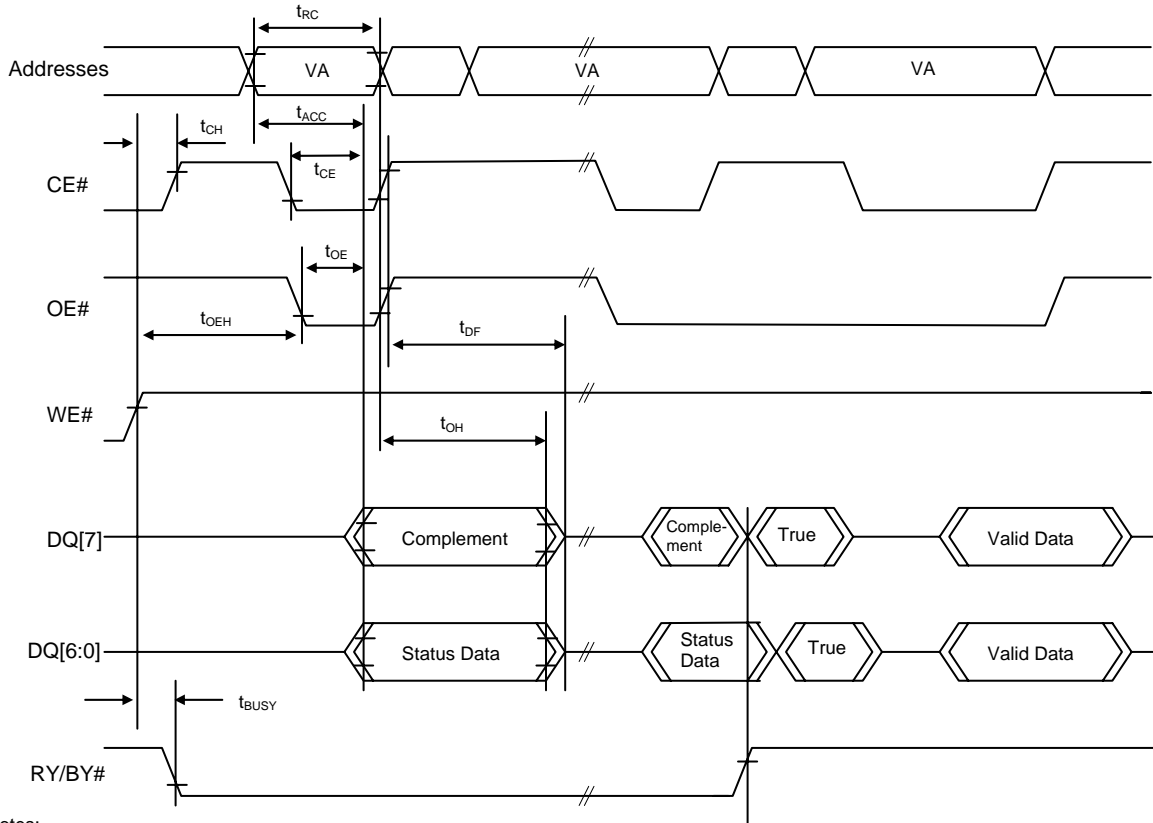 tRC
Addresses
VA
VA
VA
tACC
tCH
tCE
CE#
tOE
OE#
tOEH
tDF
WE#
tOH
DQ[7]
Complement
Comple-
ment
True
Valid Data
DQ[6:0]
Status Data
Status
Data
True
Valid Data
tBUSY
RY/BY#